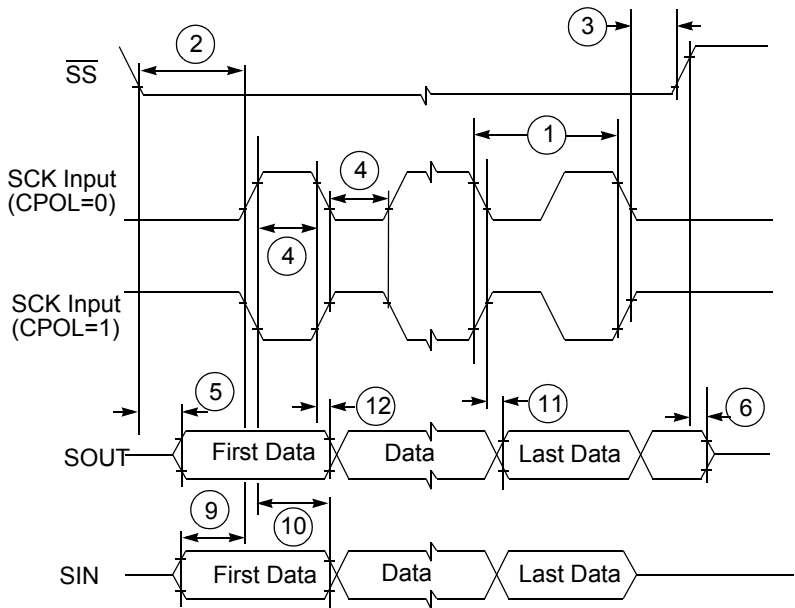 2
3
SS
1
SCK Input
(CPOL=0)
4
4
SCK Input
(CPOL=1)
5
12
11
6
SOUT
First Data
Data
Last Data
9
10
SIN
First Data
Data
Last Data